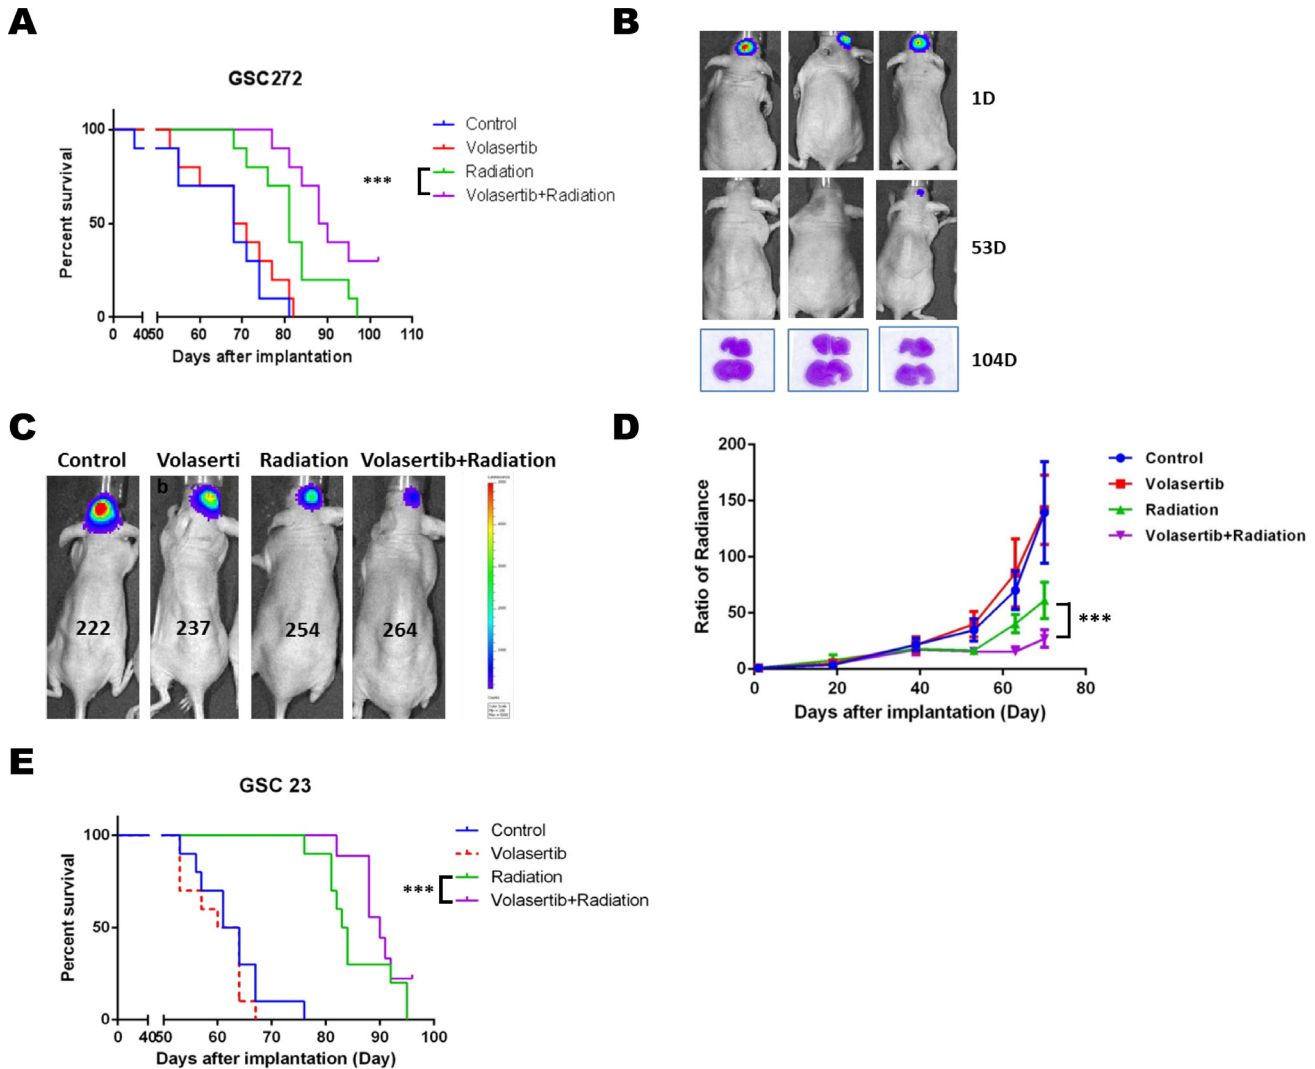 A
GSC272
Percent survival
100
50
0
0 40 50 60 70 80 90 100 110
Days after implantation
Control
Volasertib
Radiation
Volasertib+Radiation
***
B
1D
53D
104D
C
Control Volaserti Radiation Volasertib+Radiation
b
222 237 254 264
D
Ratio of Radiance
200
150
100
50
0
0 20 40 60 80
Days after implantation (Day)
Control
Volasertib
Radiation
Volasertib+Radiation
***
E
GSC 23
Percent survival
100
50
0
0 40 50 60 70 80 90 100
Days after implantation (Day)
Control
Volasertib
Radiation
Volasertib+Radiation
***